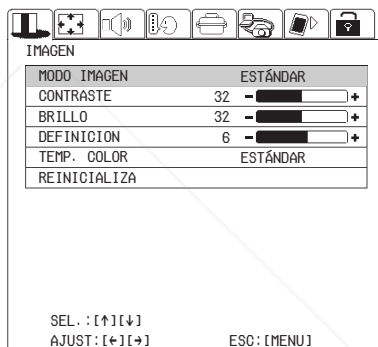 IMAGEN
MODO IMAGEN ESTÁNDAR
CONTRASTE 32 - +
BRILLO 32 - +
DEFINICION 6 - +
TEMP. COLOR ESTÁNDAR
REINICIALIZA
SEL.:[↑][↓]
AJUST:[←][→] ESC:[MENU]